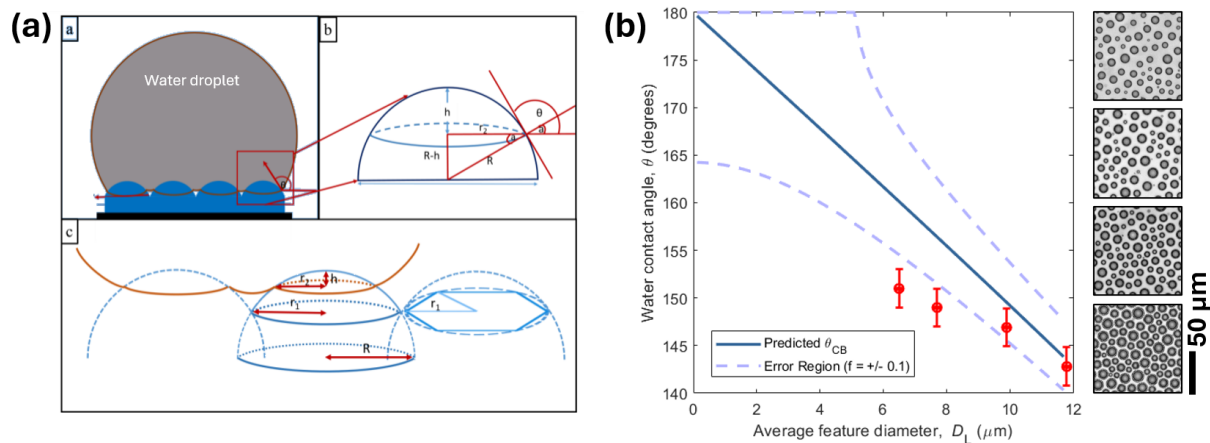 (a)
a
Water droplet
θ
b
h
r₂
θ
a
θ
R-h
R
c
r₂
h
r₁
r₁
R
(b)
180
175
170
165
160
155
150
145
140
Water contact angle, θ (degrees)
Predicted θCB
Error Region (f = +/- 0.1)
0 2 4 6 8 10 12
Average feature diameter, DL (μm)
50 μm